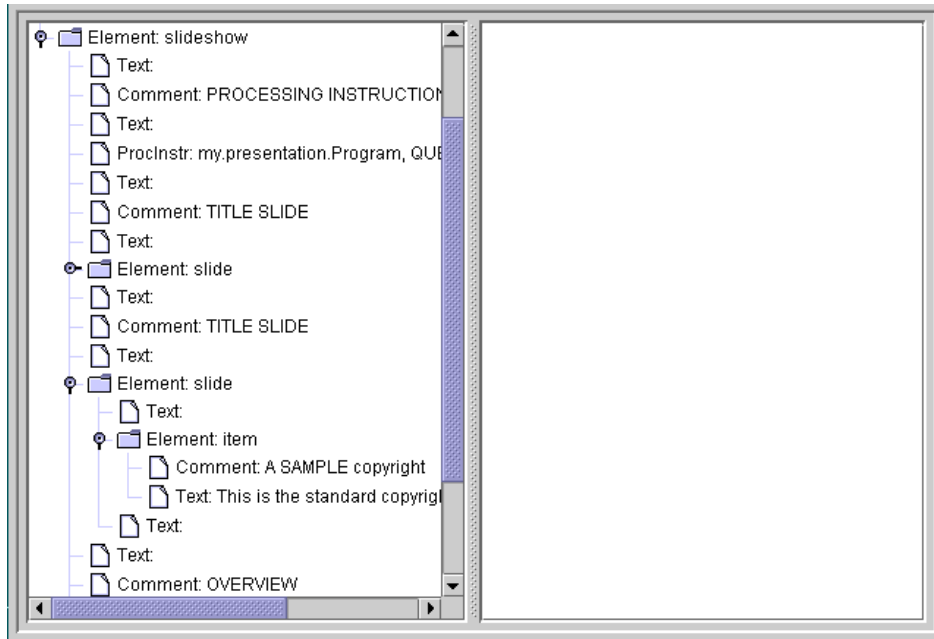 Element: slideshow
Text:
Comment: PROCESSING INSTRUCTION
Text:
ProcInstr: my.presentation.Program, QUE
Text:
Comment: TITLE SLIDE
Text:
Element: slide
Text:
Comment: TITLE SLIDE
Text:
Element: slide
Text:
Element: item
Comment: A SAMPLE copyright
Text: This is the standard copyrigl
Text:
Text:
Comment: OVERVIEW